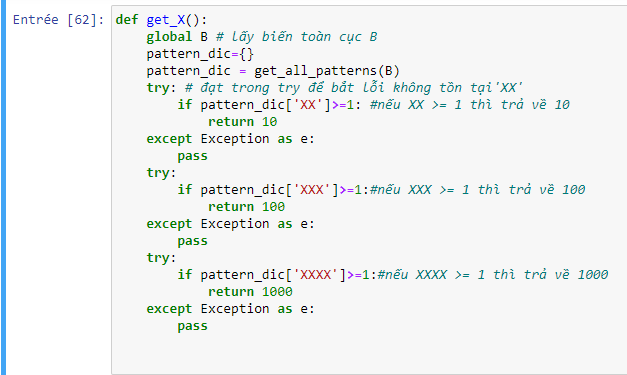 Entrée [62]: def get_X():
    global B # lấy biến toàn cục B
    pattern_dic={}
    pattern_dic = get_all_patterns(B)
    try: # đạt trong try để bắt lỗi không tồn tại'XX'
        if pattern_dic['XX']>=1: #nếu XX >= 1 thì trả về 10
            return 10
    except Exception as e:
        pass
    try:
        if pattern_dic['XXX']>=1:#nếu XXX >= 1 thì trả về 100
            return 100
    except Exception as e:
        pass
    try:
        if pattern_dic['XXXX']>=1:#nếu XXXX >= 1 thì trả về 1000
            return 1000
    except Exception as e:
        pass